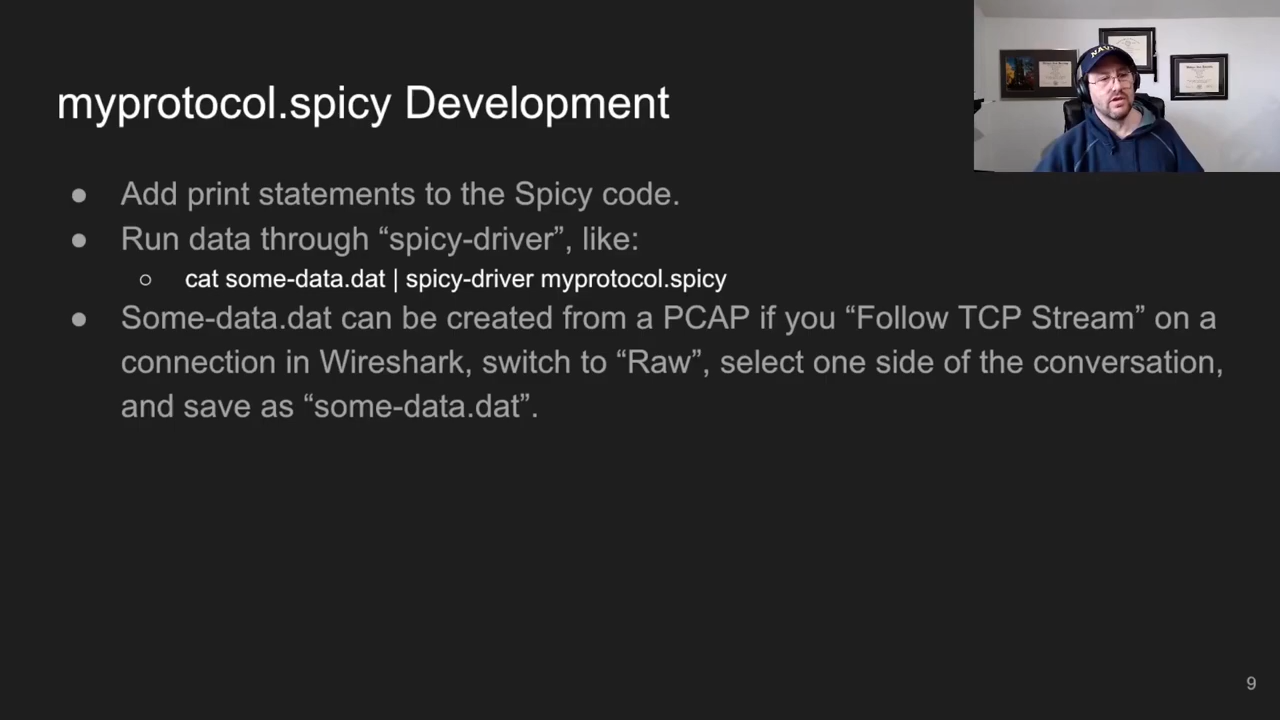 myprotocol.spicy Development
● Add print statements to the Spicy code.
● Run data through “spicy-driver”, like:
○ cat some-data.dat | spicy-driver myprotocol.spicy
● Some-data.dat can be created from a PCAP if you “Follow TCP Stream” on a
connection in Wireshark, switch to “Raw”, select one side of the conversation,
and save as “some-data.dat”.
NAVY
9